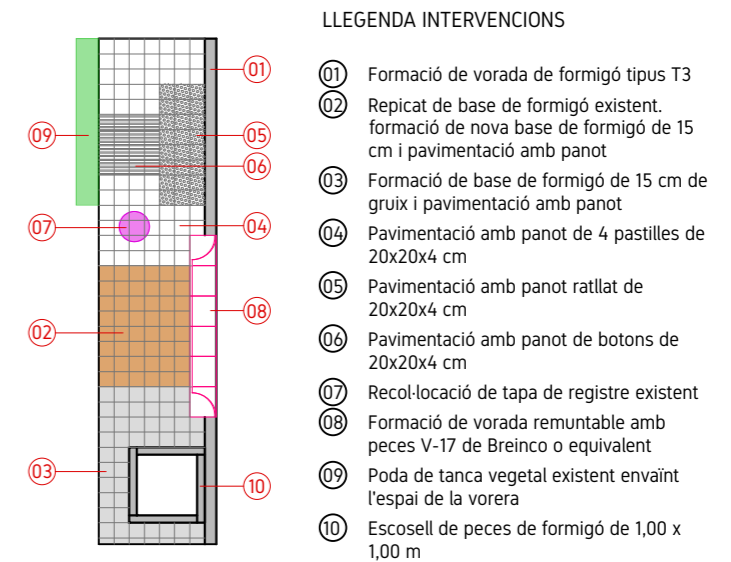 LLEGENDA INTERVENCIONS
01
09
05
06
07
04
08
02
03
10
01 Formació de vorada de formigó tipus T3
02 Repicat de base de formigó existent.
formació de nova base de formigó de 15
cm i pavimentació amb panot
03 Formació de base de formigó de 15 cm de
gruix i pavimentació amb panot
04 Pavimentació amb panot de 4 pastilles de
20x20x4 cm
05 Pavimentació amb panot ratllat de
20x20x4 cm
06 Pavimentació amb panot de botons de
20x20x4 cm
07 Recol·locació de tapa de registre existent
08 Formació de vorada remuntable amb
peces V-17 de Breinco o equivalent
09 Poda de tanca vegetal existent envaïnt
l'espai de la vorera
10 Escosell de peces de formigó de 1,00 x
1,00 m